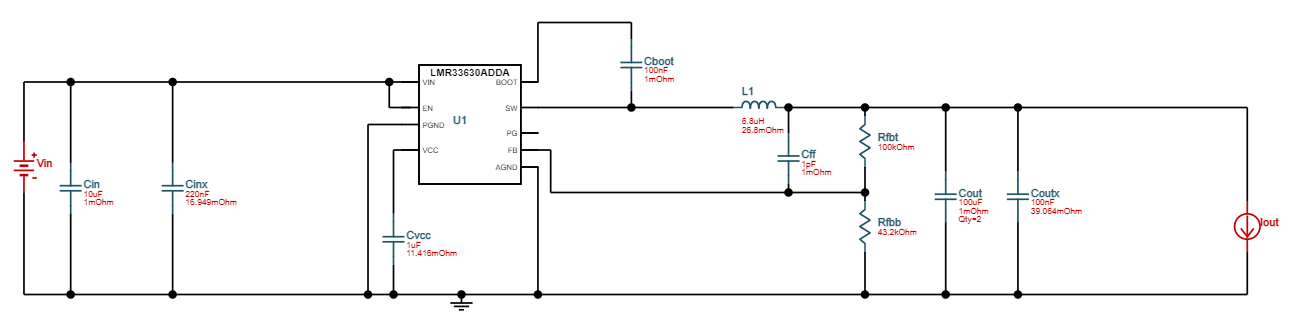 Vin
Cin
10uF
1mOhm
Cinx
220nF
16.949mOhm
LMR33630ADDA
VIN
BOOT
EN
SW
U1
PGND
PG
VCC
FB
AGND
Cvcc
1uF
11.416mOhm
Cboot
100nF
1mOhm
L1
6.8uH
26.8mOhm
Cff
1pF
1mOhm
Rfbt
100kOhm
Rfbb
43.2kOhm
Cout
100uF
1mOhm
Qty=2
Coutx
100nF
39.064mOhm
Iout